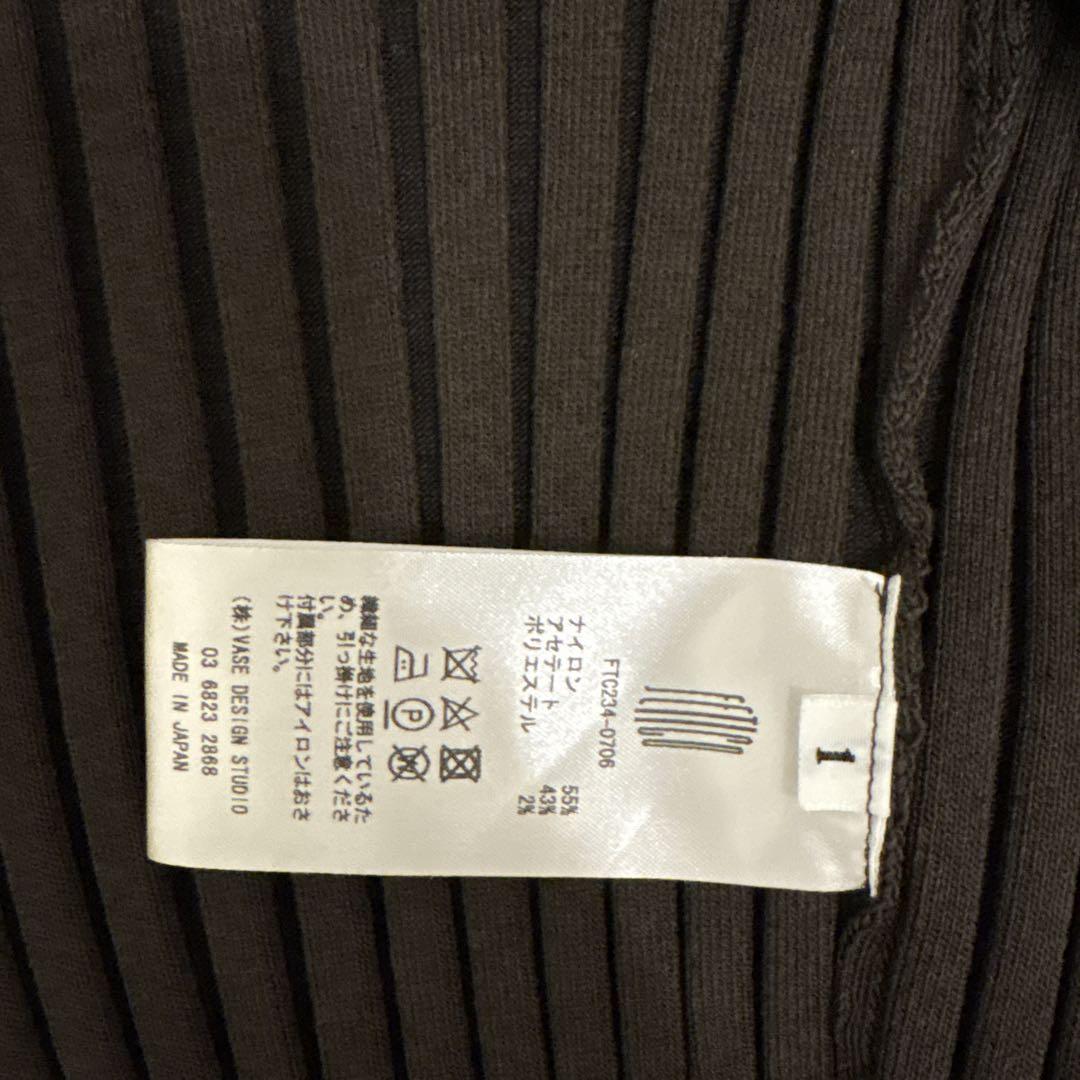 1
FTC234-0706
ナイロン 55%
アセテート 43%
ポリエステル 2%
繊細な生地を使用しているた
め、引っ掛けにご注意くださ
い。
付属部分にはアイロンはおさ
け下さい。
(株)VASE DESIGN STUDIO
03 6823 2868
MADE IN JAPAN